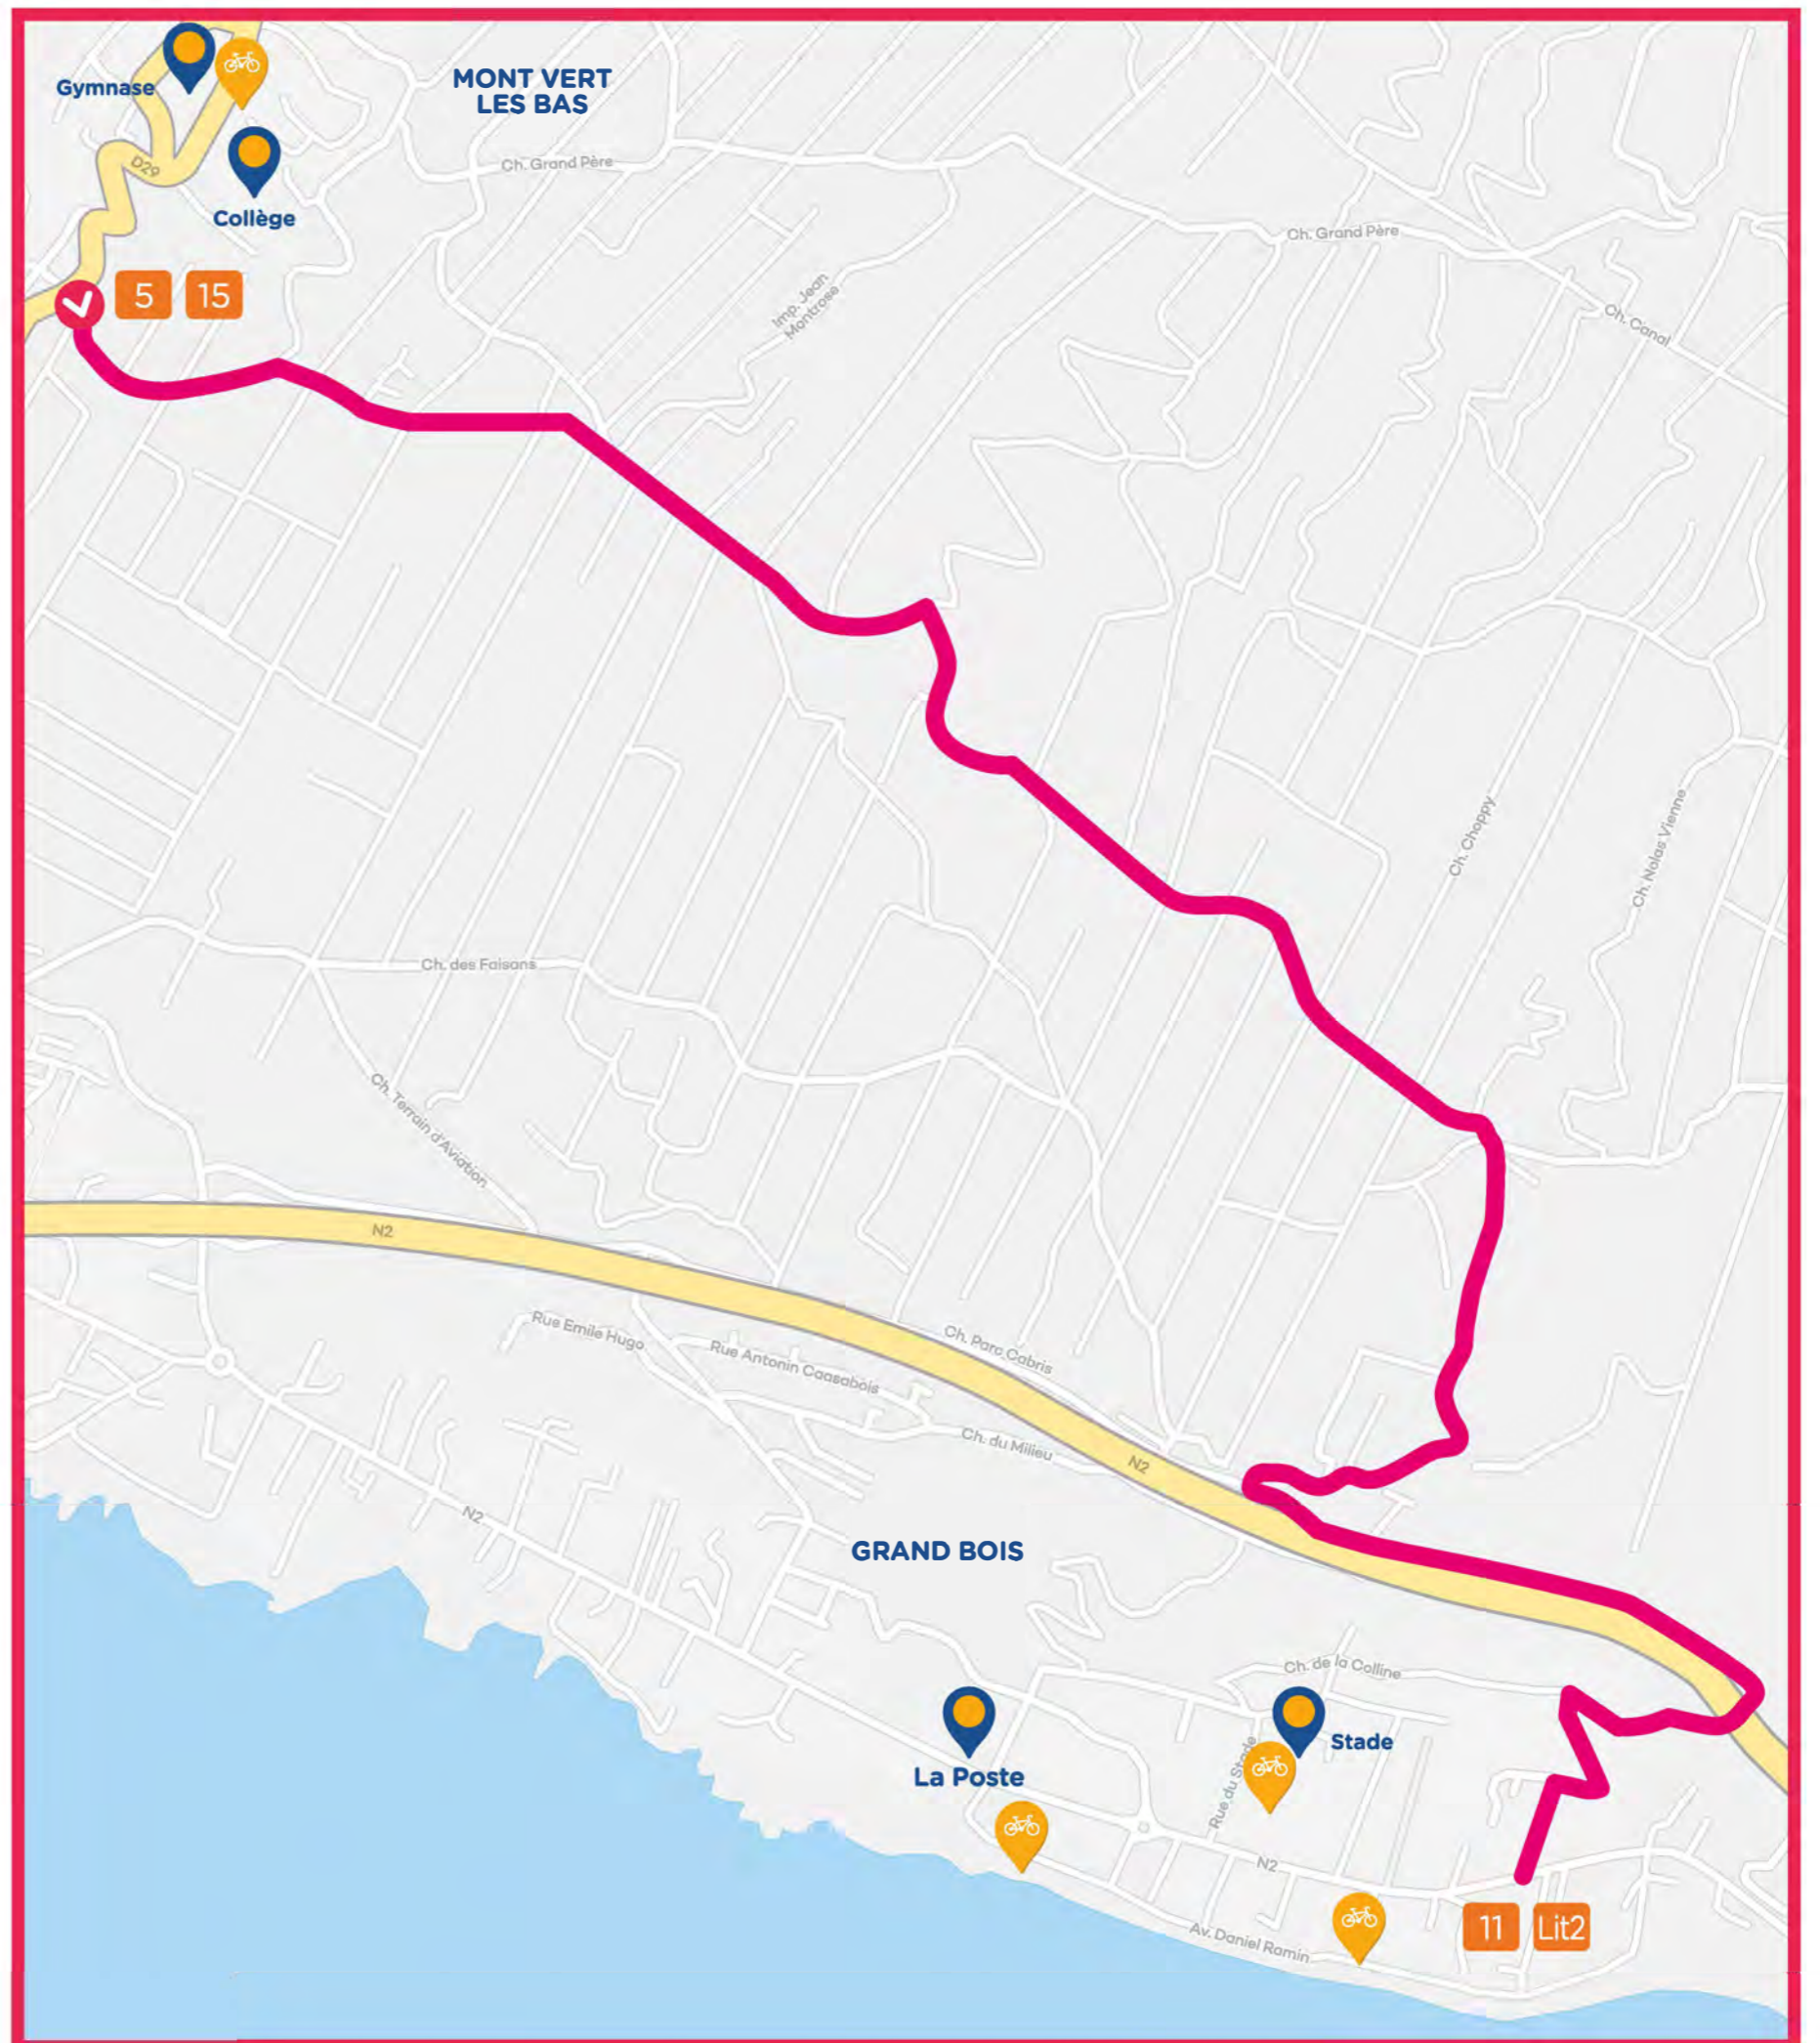 Gymnase
MONT VERT
LES BAS
D29
Ch. Grand Père
Collège
Ch. Grand Père
5 15
Imp. Jean
Montrose
Ch. Canal
Ch. Choppy
Ch. Nalas Vienne
Ch. des Faisans
Ch. Terrain d'Aviation
N2
Rue Emile Hugo
Rue Antonin Caasabois
Ch. Parc Cabris
Ch. du Milieu
N2
N2
GRAND BOIS
Ch. de la Colline
La Poste
Stade
Rue du Stade
N2
Av. Daniel Ramin
11 Lit2